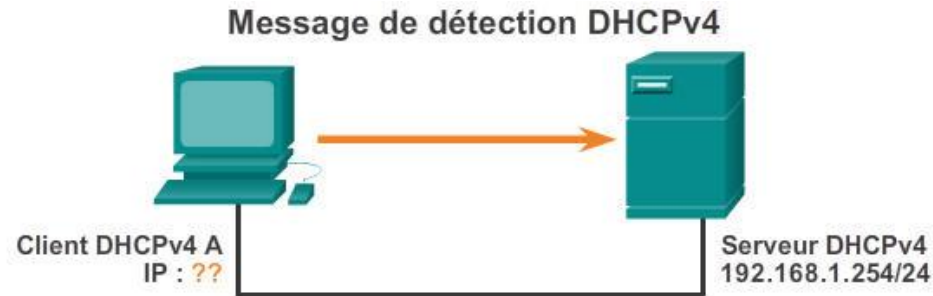 Message de détection DHCPv4
Client DHCPv4 A
IP : ??
Serveur DHCPv4
192.168.1.254/24